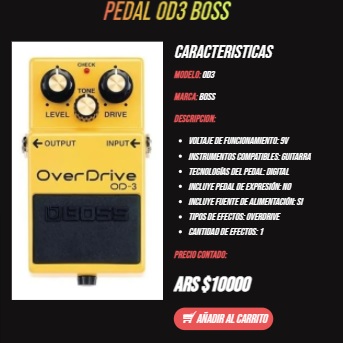 PEDAL OD3 BOSS
CARACTERISTICAS
MODELO: OD3
MARCA: BOSS
DESCRIPCION:
VOLTAJE DE FUNCIONAMIENTO: 9V
INSTRUMENTOS COMPATIBLES: GUITARRA
TECNOLOGÍAS DEL PEDAL: DIGITAL
INCLUYE PEDAL DE EXPRESIÓN: NO
INCLUYE FUENTE DE ALIMENTACIÓN: SI
TIPOS DE EFECTOS: OVERDRIVE
CANTIDAD DE EFECTOS: 1
PRECIO CONTADO:
ARS $10000
AÑADIR AL CARRITO
CHECK
TONE
LEVEL DRIVE
OUTPUT INPUT
OverDrive
OD-3
BOSS